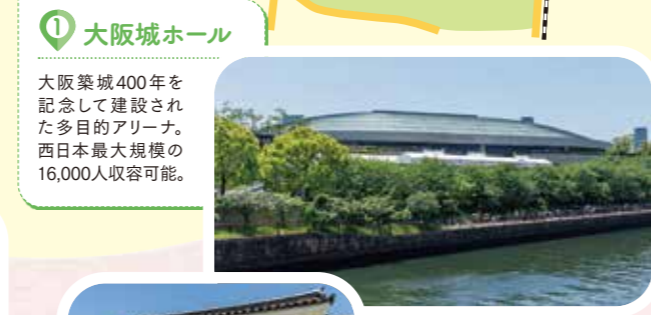 1 大阪城ホール
大阪築城400年を
記念して建設され
た多目的アリーナ。
西日本最大規模の
16,000人収容可能。